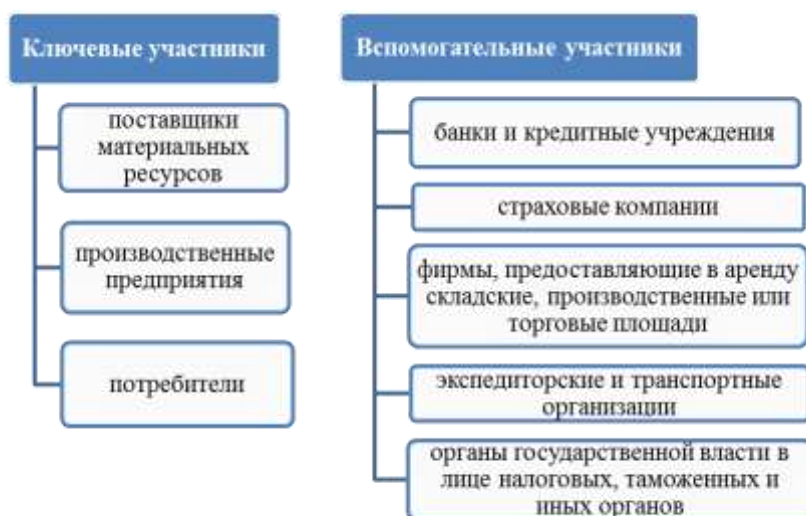 Ключевые участники
поставщики
материальных
ресурсов
производственные
предприятия
потребители
Вспомогательные участники
банки и кредитные учреждения
страховые компании
фирмы, предоставляющие в аренду
складские, производственные или
торговые площади
экспедиторские и транспортные
организации
органы государственной власти в
лице налоговых, таможенных и
иных органов